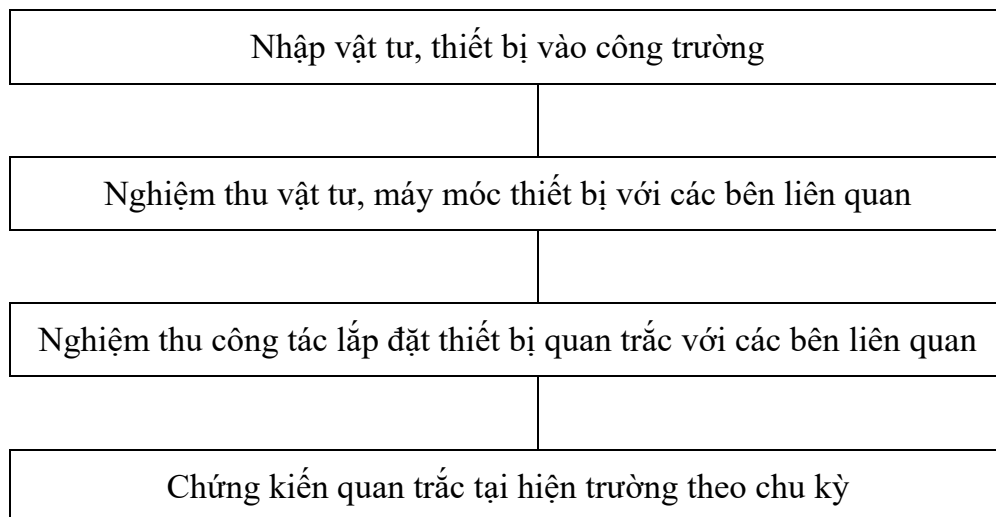 Nhập vật tư, thiết bị vào công trường
Nghiệm thu vật tư, máy móc thiết bị với các bên liên quan
Nghiệm thu công tác lắp đặt thiết bị quan trắc với các bên liên quan
Chứng kiến quan trắc tại hiện trường theo chu kỳ